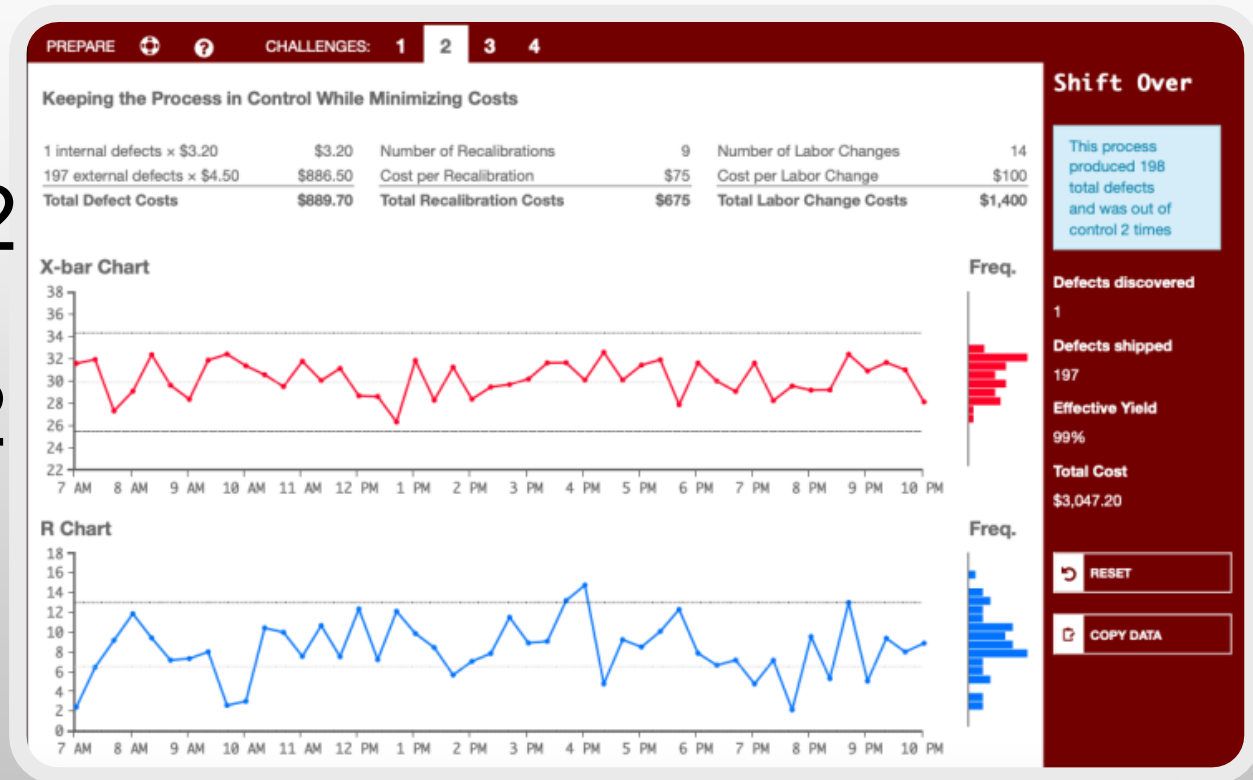 PREPARE ? CHALLENGES: 1 2 3 4
Keeping the Process in Control While Minimizing Costs
1 internal defects × $3.20 $3.20 Number of Recalibrations 9 Number of Labor Changes 14
197 external defects × $4.50 $886.50 Cost per Recalibration $75 Cost per Labor Change $100
Total Defect Costs $889.70 Total Recalibration Costs $675 Total Labor Change Costs $1,400
X-bar Chart Freq.
38
36
34
32
30
28
26
24
22
7 AM 8 AM 9 AM 10 AM 11 AM 12 PM 1 PM 2 PM 3 PM 4 PM 5 PM 6 PM 7 PM 8 PM 9 PM 10 PM
R Chart Freq.
18
16
14
12
10
8
6
4
2
0
7 AM 8 AM 9 AM 10 AM 11 AM 12 PM 1 PM 2 PM 3 PM 4 PM 5 PM 6 PM 7 PM 8 PM 9 PM 10 PM
Shift Over
This process
produced 198
total defects
and was out of
control 2 times
Defects discovered
1
Defects shipped
197
Effective Yield
99%
Total Cost
$3,047.20
RESET
COPY DATA